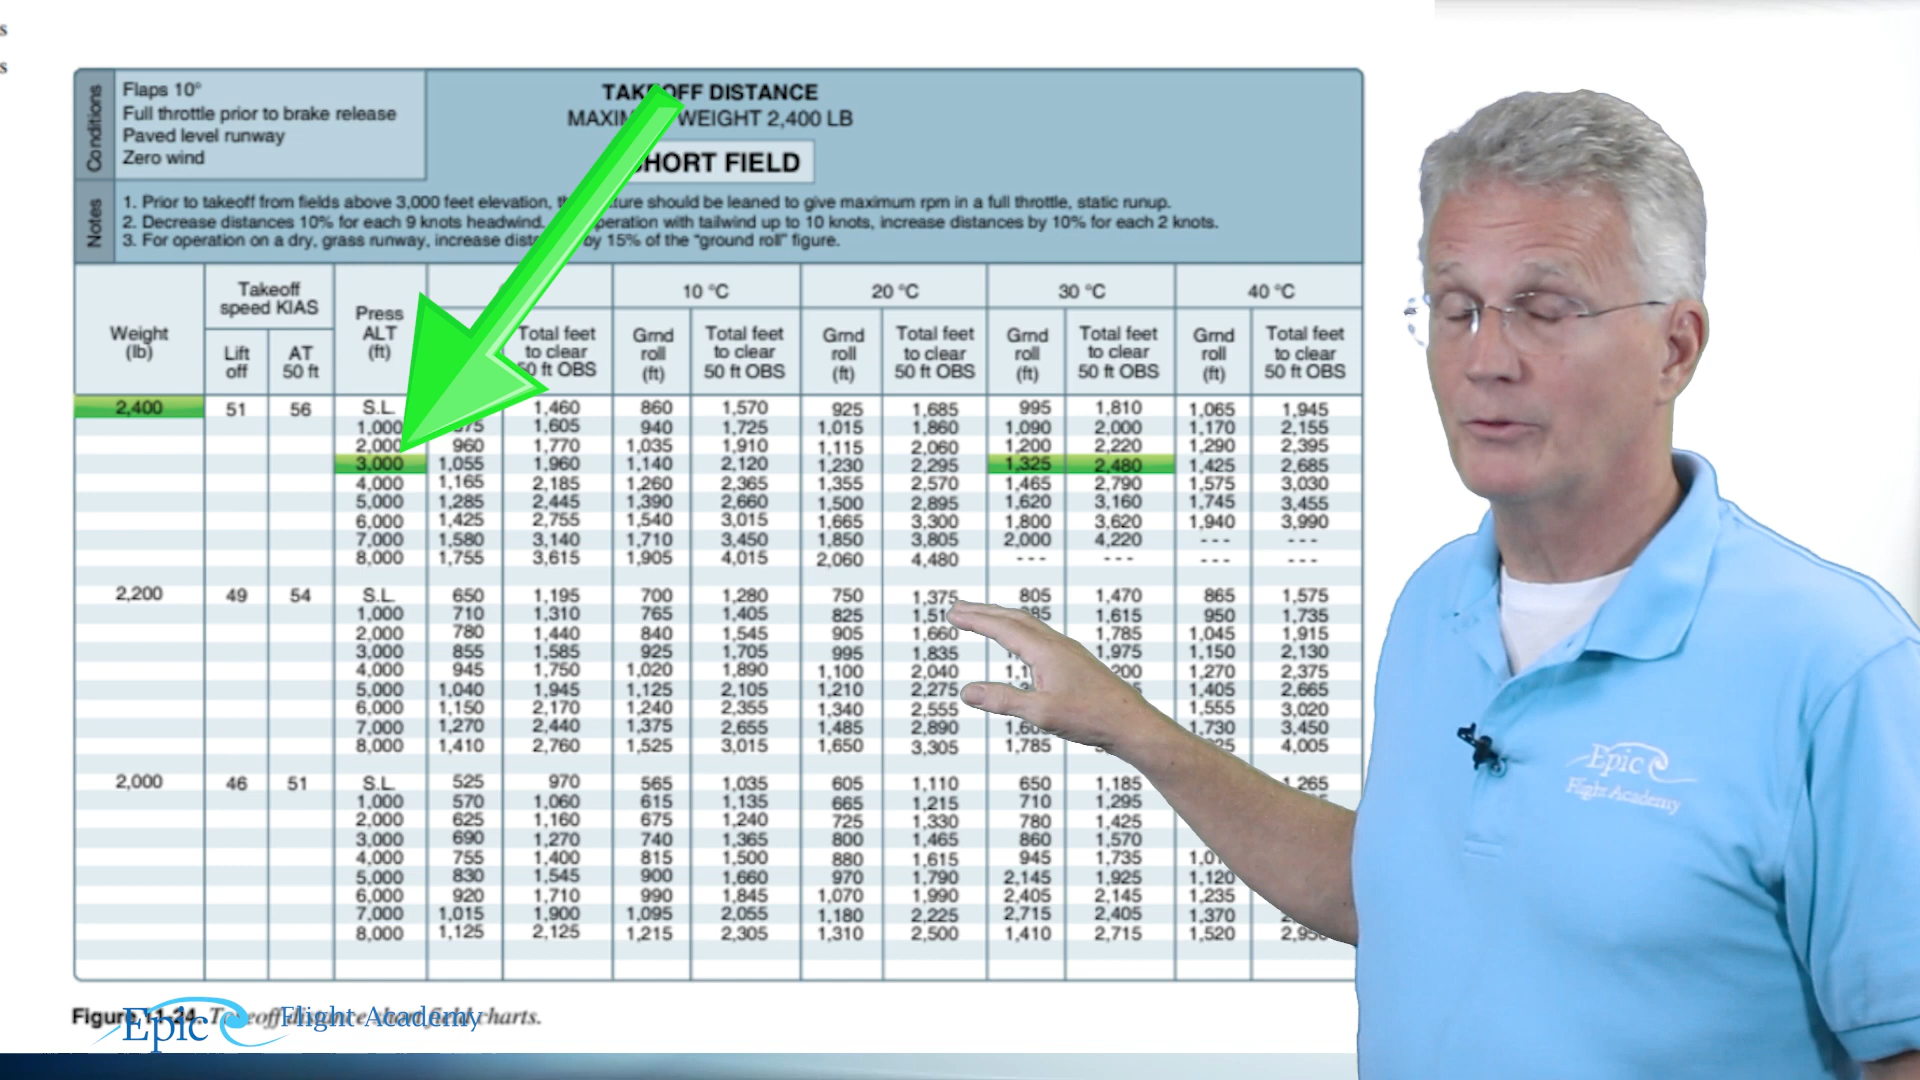 s
s
Conditions
Flaps 10°
Full throttle prior to brake release
Paved level runway
Zero wind
TAKEOFF DISTANCE
MAXIM WEIGHT 2,400 LB
SHORT FIELD
Notes
1. Prior to takeoff from fields above 3,000 feet elevation, th ture should be leaned to give maximum rpm in a full throttle, static runup.
2. Decrease distances 10% for each 9 knots headwind. peration with tailwind up to 10 knots, increase distances by 10% for each 2 knots.
3. For operation on a dry, grass runway, increase dist by 15% of the "ground roll" figure.
Weight (lb)
Takeoff speed KIAS
Lift off
AT 50 ft
Press ALT (ft)
Total feet to clear 50 ft OBS
10 °C
Grnd roll (ft)
Total feet to clear 50 ft OBS
20 °C
Grnd roll (ft)
Total feet to clear 50 ft OBS
30 °C
Grnd roll (ft)
Total feet to clear 50 ft OBS
40 °C
Grnd roll (ft)
Total feet to clear 50 ft OBS
2,400 51 56 S.L. 1,460 860 1,570 925 1,685 995 1,810 1,065 1,945
1,000 1,605 940 1,725 1,015 1,860 1,090 2,000 1,170 2,155
2,000 960 1,770 1,035 1,910 1,115 2,060 1,200 2,220 1,290 2,395
3,000 1,055 1,960 1,140 2,120 1,230 2,295 1,325 2,480 1,425 2,685
4,000 1,165 2,185 1,260 2,365 1,355 2,570 1,465 2,790 1,575 3,030
5,000 1,285 2,445 1,390 2,660 1,500 2,895 1,620 3,160 1,745 3,455
6,000 1,425 2,755 1,540 3,015 1,665 3,300 1,800 3,620 1,940 3,990
7,000 1,580 3,140 1,710 3,450 1,850 3,805 2,000 4,220 - - - - - -
8,000 1,755 3,615 1,905 4,015 2,060 4,480 - - - - - - - - - - - -
2,200 49 54 S.L. 650 1,195 700 1,280 750 1,375 805 1,470 865 1,575
1,000 710 1,310 765 1,405 825 1,615 950 1,735
2,000 780 1,440 840 1,545 905 1,660 1,785 1,045 1,915
3,000 855 1,585 925 1,705 995 1,835 1,975 1,150 2,130
4,000 945 1,750 1,020 1,890 1,100 2,040 1,270 2,375
5,000 1,040 1,945 1,125 2,105 1,210 2,275 1,405 2,665
6,000 1,150 2,170 1,240 2,355 1,340 2,555 1,555 3,020
7,000 1,270 2,440 1,375 2,655 1,485 2,890 1,730 3,450
8,000 1,410 2,760 1,525 3,015 1,650 3,305 1,785 4,005
2,000 46 51 S.L. 525 970 565 1,035 605 1,110 650 1,185 1,265
1,000 570 1,060 615 1,135 665 1,215 710 1,295
2,000 625 1,160 675 1,240 725 1,330 780 1,425
3,000 690 1,270 740 1,365 800 1,465 860 1,570
4,000 755 1,400 815 1,500 880 1,615 945 1,735
5,000 830 1,545 900 1,660 970 1,790 2,145 1,925 1,120
6,000 920 1,710 990 1,845 1,070 1,990 2,405 2,145 1,235
7,000 1,015 1,900 1,095 2,055 1,180 2,225 2,715 2,405 1,370
8,000 1,125 2,125 1,215 2,305 1,310 2,500 1,410 2,715 1,520
Figure 11-24. Takeoff distance short field charts.
Epic Flight Academy
Epic
Flight Academy